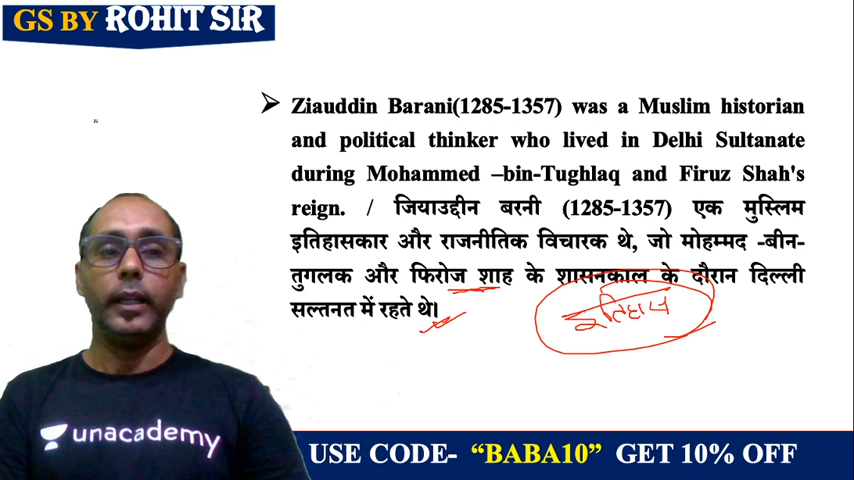 GS BY ROHIT SIR
➤ Ziauddin Barani(1285-1357) was a Muslim historian
and political thinker who lived in Delhi Sultanate
during Mohammed –bin-Tughlaq and Firuz Shah's
reign. / जियाउद्दीन बरनी (1285-1357) एक मुस्लिम
इतिहासकार और राजनीतिक विचारक थे, जो मोहम्मद -बीन-
तुगलक और फिरोज शाह के शासनकाल के दौरान दिल्ली
सल्तनत में रहते थे।
इतिहास
unacademy
USE CODE- “BABA10” GET 10% OFF